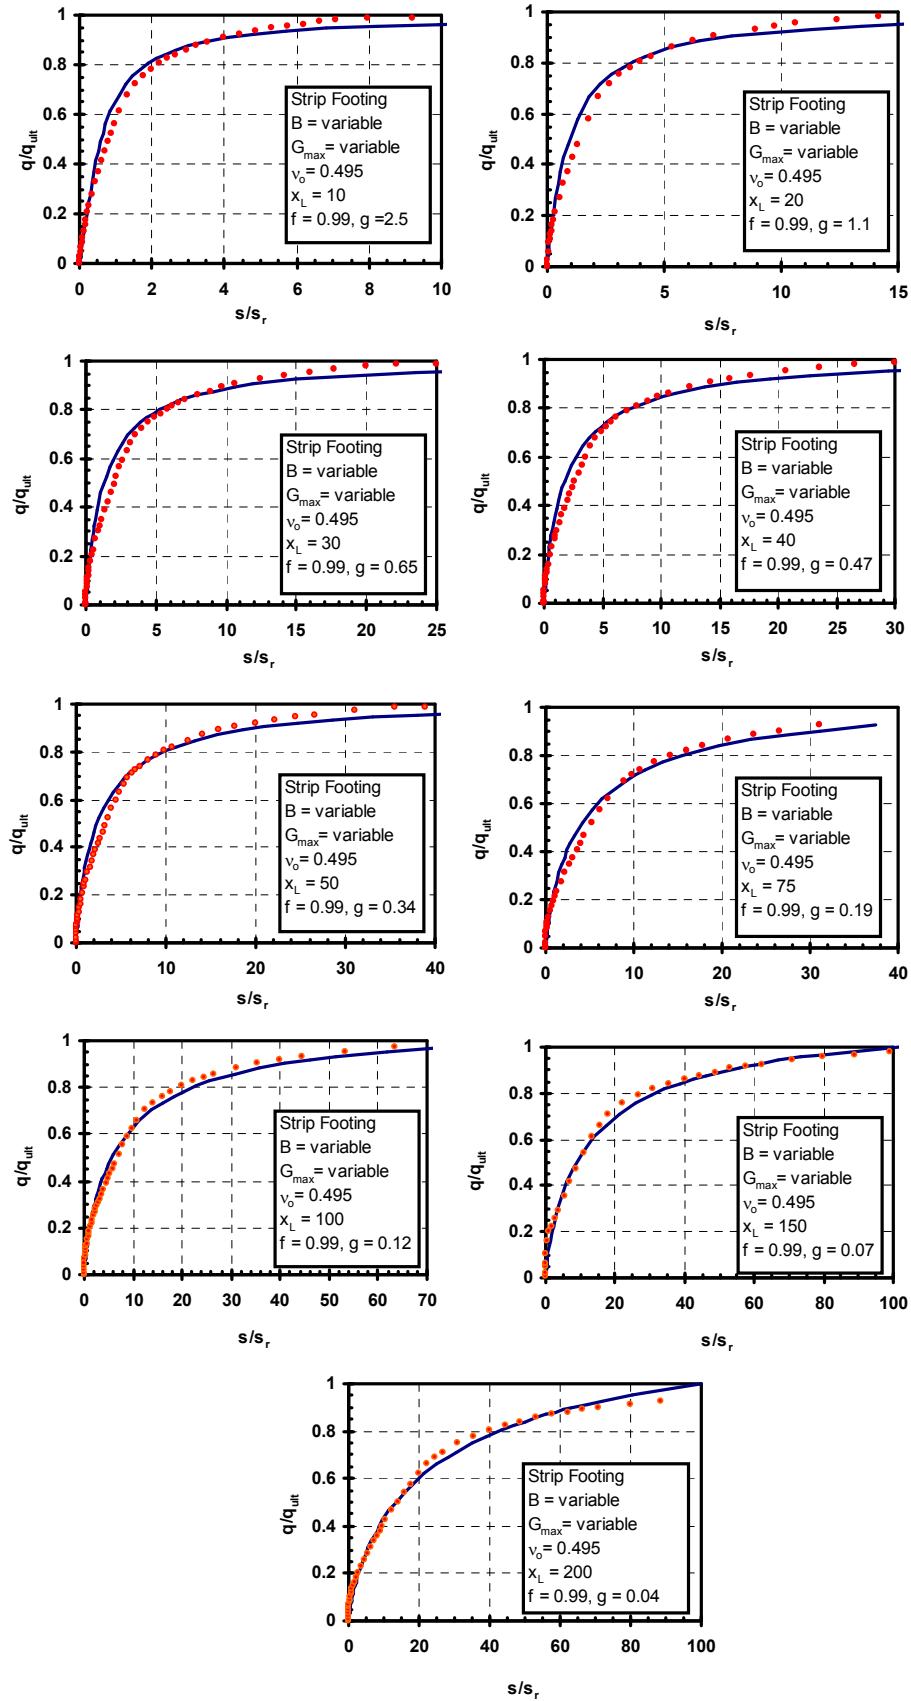 1
0.8
0.6
0.4
0.2
0
q/qult
Strip Footing
B = variable
Gmax= variable
νo= 0.495
xL = 10
f = 0.99, g =2.5
0 2 4 6 8 10
s/sr
1
0.8
0.6
0.4
0.2
0
q/qult
Strip Footing
B = variable
Gmax= variable
νo= 0.495
xL = 20
f = 0.99, g = 1.1
0 5 10 15
s/sr
1
0.8
0.6
0.4
0.2
0
q/qult
Strip Footing
B = variable
Gmax= variable
νo= 0.495
xL = 30
f = 0.99, g = 0.65
0 5 10 15 20 25
s/sr
1
0.8
0.6
0.4
0.2
0
q/qult
Strip Footing
B = variable
Gmax= variable
νo= 0.495
xL = 40
f = 0.99, g = 0.47
0 5 10 15 20 25 30
s/sr
1
0.8
0.6
0.4
0.2
0
q/qult
Strip Footing
B = variable
Gmax= variable
νo= 0.495
xL = 50
f = 0.99, g = 0.34
0 10 20 30 40
s/sr
1
0.8
0.6
0.4
0.2
0
q/qult
Strip Footing
B = variable
Gmax= variable
νo= 0.495
xL = 75
f = 0.99, g = 0.19
0 10 20 30 40
s/sr
1
0.8
0.6
0.4
0.2
0
q/qult
Strip Footing
B = variable
Gmax= variable
νo= 0.495
xL = 100
f = 0.99, g = 0.12
0 10 20 30 40 50 60 70
s/sr
1
0.8
0.6
0.4
0.2
0
q/qult
Strip Footing
B = variable
Gmax= variable
νo= 0.495
xL = 150
f = 0.99, g = 0.07
0 20 40 60 80 100
s/sr
1
0.8
0.6
0.4
0.2
0
q/qult
Strip Footing
B = variable
Gmax= variable
νo= 0.495
xL = 200
f = 0.99, g = 0.04
0 20 40 60 80 100
s/sr